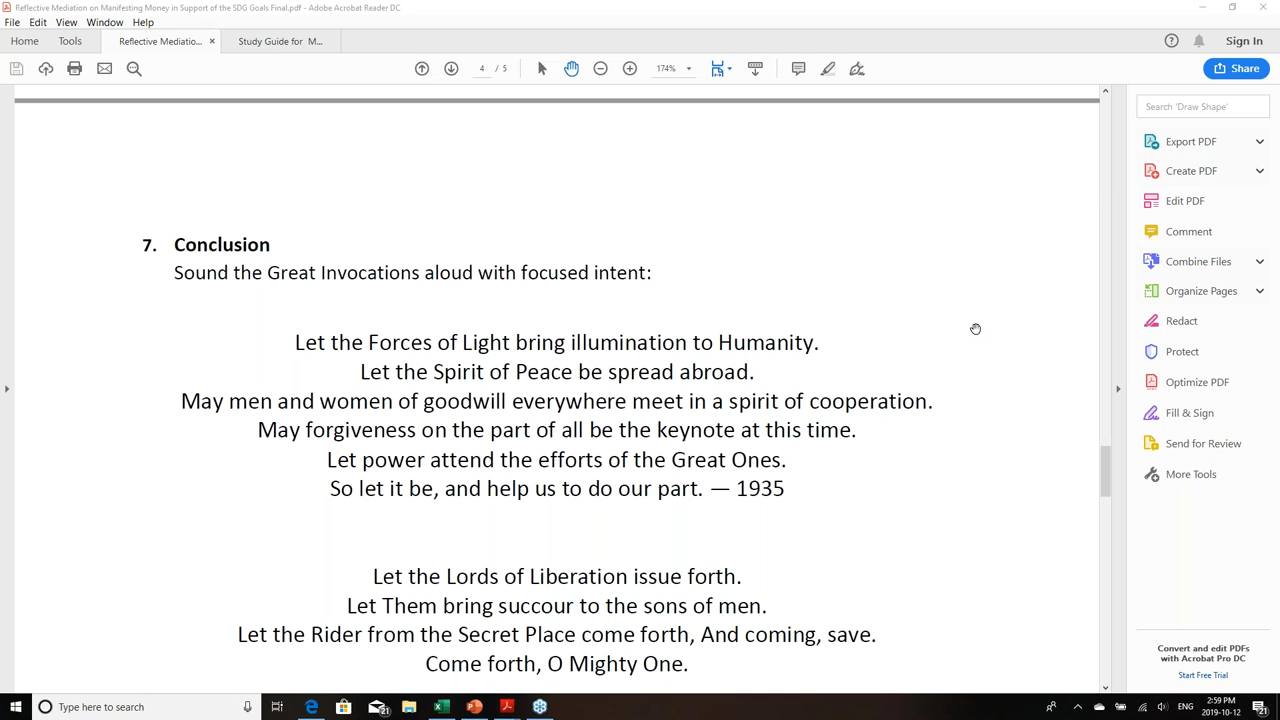 Reflective Mediation on Manifesting Money in Support of the SDG Goals Final.pdf - Adobe Acrobat Reader DC
File Edit View Window Help
Home Tools Reflective Mediatio... × Study Guide for M... Sign In
4 / 5 174% Share
Search 'Draw Shape'
Export PDF
Create PDF
Edit PDF
Comment
Combine Files
Organize Pages
Redact
Protect
Optimize PDF
Fill & Sign
Send for Review
More Tools
Convert and edit PDFs
with Acrobat Pro DC
Start Free Trial
7. Conclusion
Sound the Great Invocations aloud with focused intent:
Let the Forces of Light bring illumination to Humanity.
Let the Spirit of Peace be spread abroad.
May men and women of goodwill everywhere meet in a spirit of cooperation.
May forgiveness on the part of all be the keynote at this time.
Let power attend the efforts of the Great Ones.
So let it be, and help us to do our part. — 1935
Let the Lords of Liberation issue forth.
Let Them bring succour to the sons of men.
Let the Rider from the Secret Place come forth, And coming, save.
Come forth, O Mighty One.
Type here to search 21 ENG 2:59 PM
2019-10-12 21